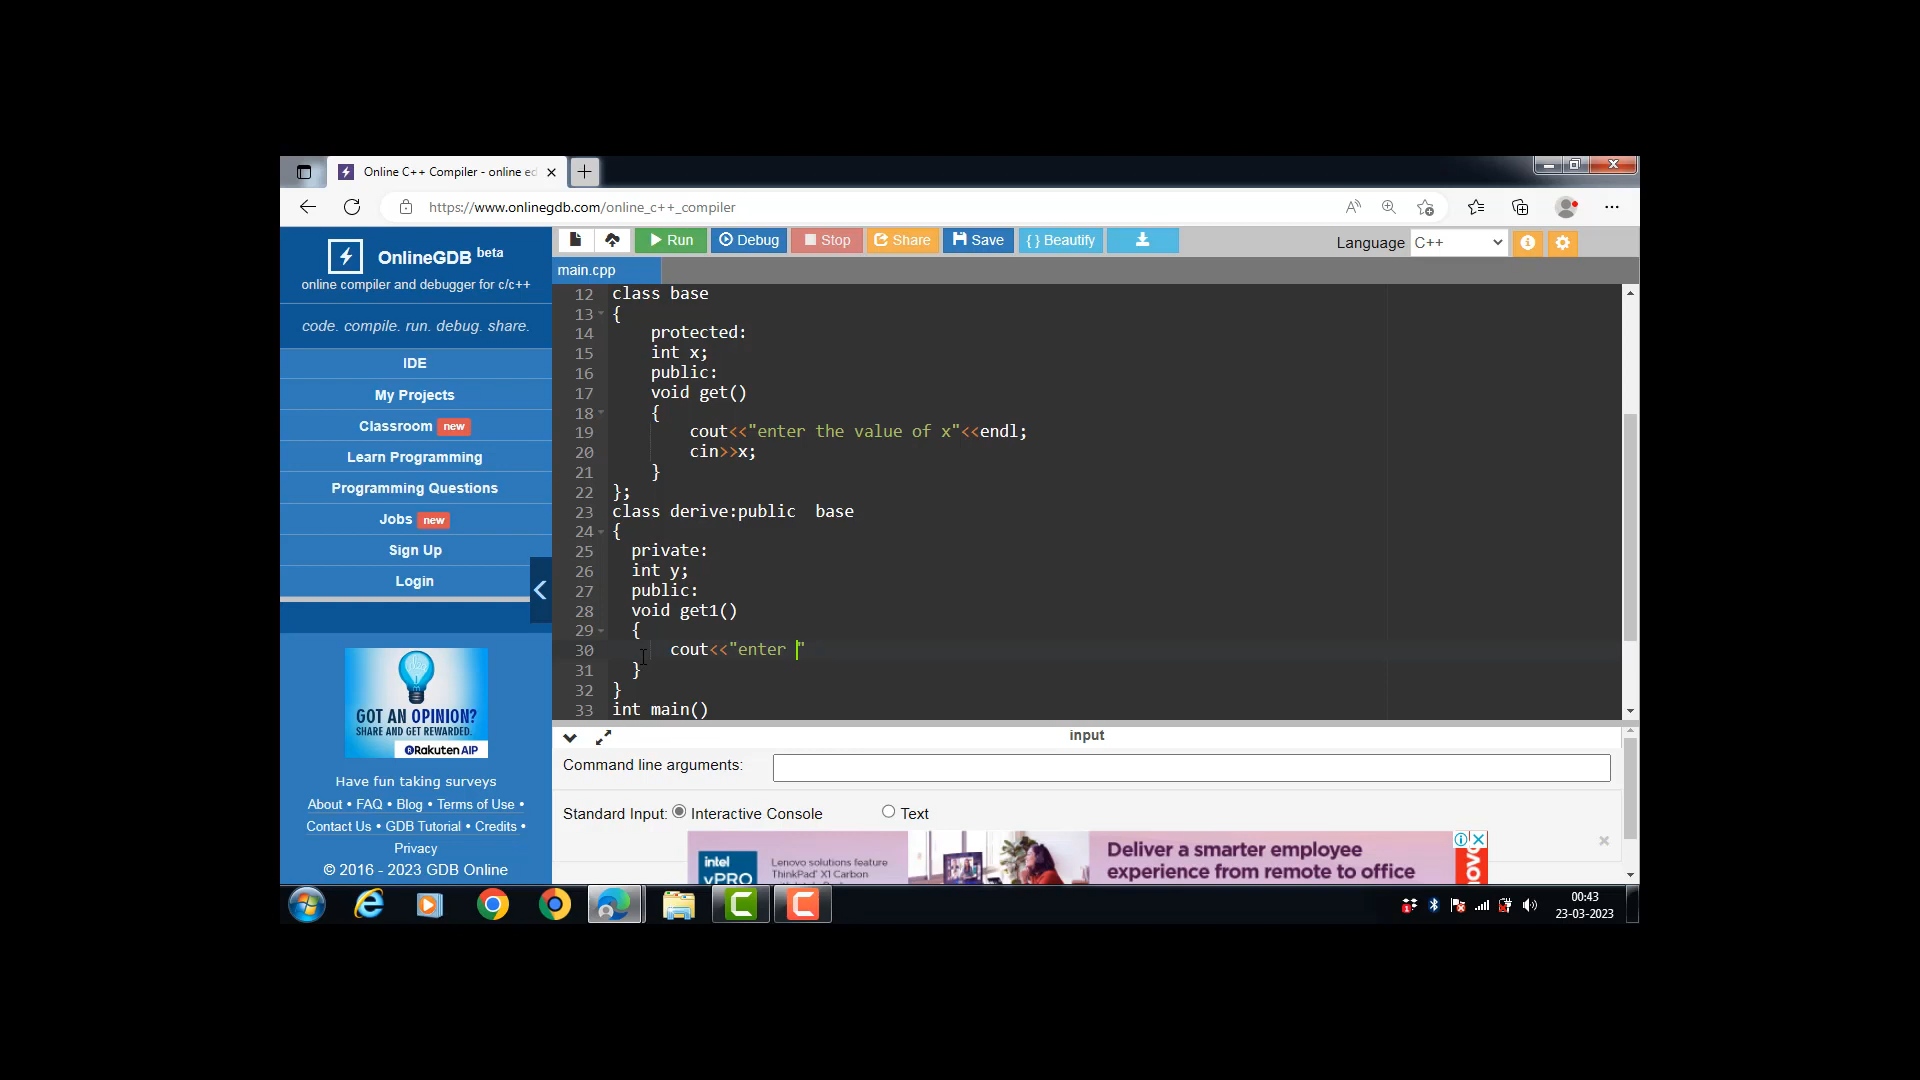 Online C++ Compiler - online ed
https://www.onlinegdb.com/online_c++_compiler
OnlineGDB beta
online compiler and debugger for c/c++
code. compile. run. debug. share.
IDE
My Projects
Classroom new
Learn Programming
Programming Questions
Jobs new
Sign Up
Login
GOT AN OPINION?
SHARE AND GET REWARDED.
Rakuten AIP
Have fun taking surveys
About • FAQ • Blog • Terms of Use •
Contact Us • GDB Tutorial • Credits •
Privacy
© 2016 - 2023 GDB Online
Run Debug Stop Share Save { } Beautify Language C++
main.cpp
12 class base
13 {
14 protected:
15 int x;
16 public:
17 void get()
18 {
19 cout<<"enter the value of x"<<endl;
20 cin>>x;
21 }
22 };
23 class derive:public  base
24 {
25 private:
26 int y;
27 public:
28 void get1()
29 {
30 cout<<"enter "
31 }
32 }
33 int main()
input
Command line arguments:
Standard Input: Interactive Console Text
intel
vPRO
Lenovo solutions feature
ThinkPad X1 Carbon
Deliver a smarter employee
experience from remote to office
00:43
23-03-2023